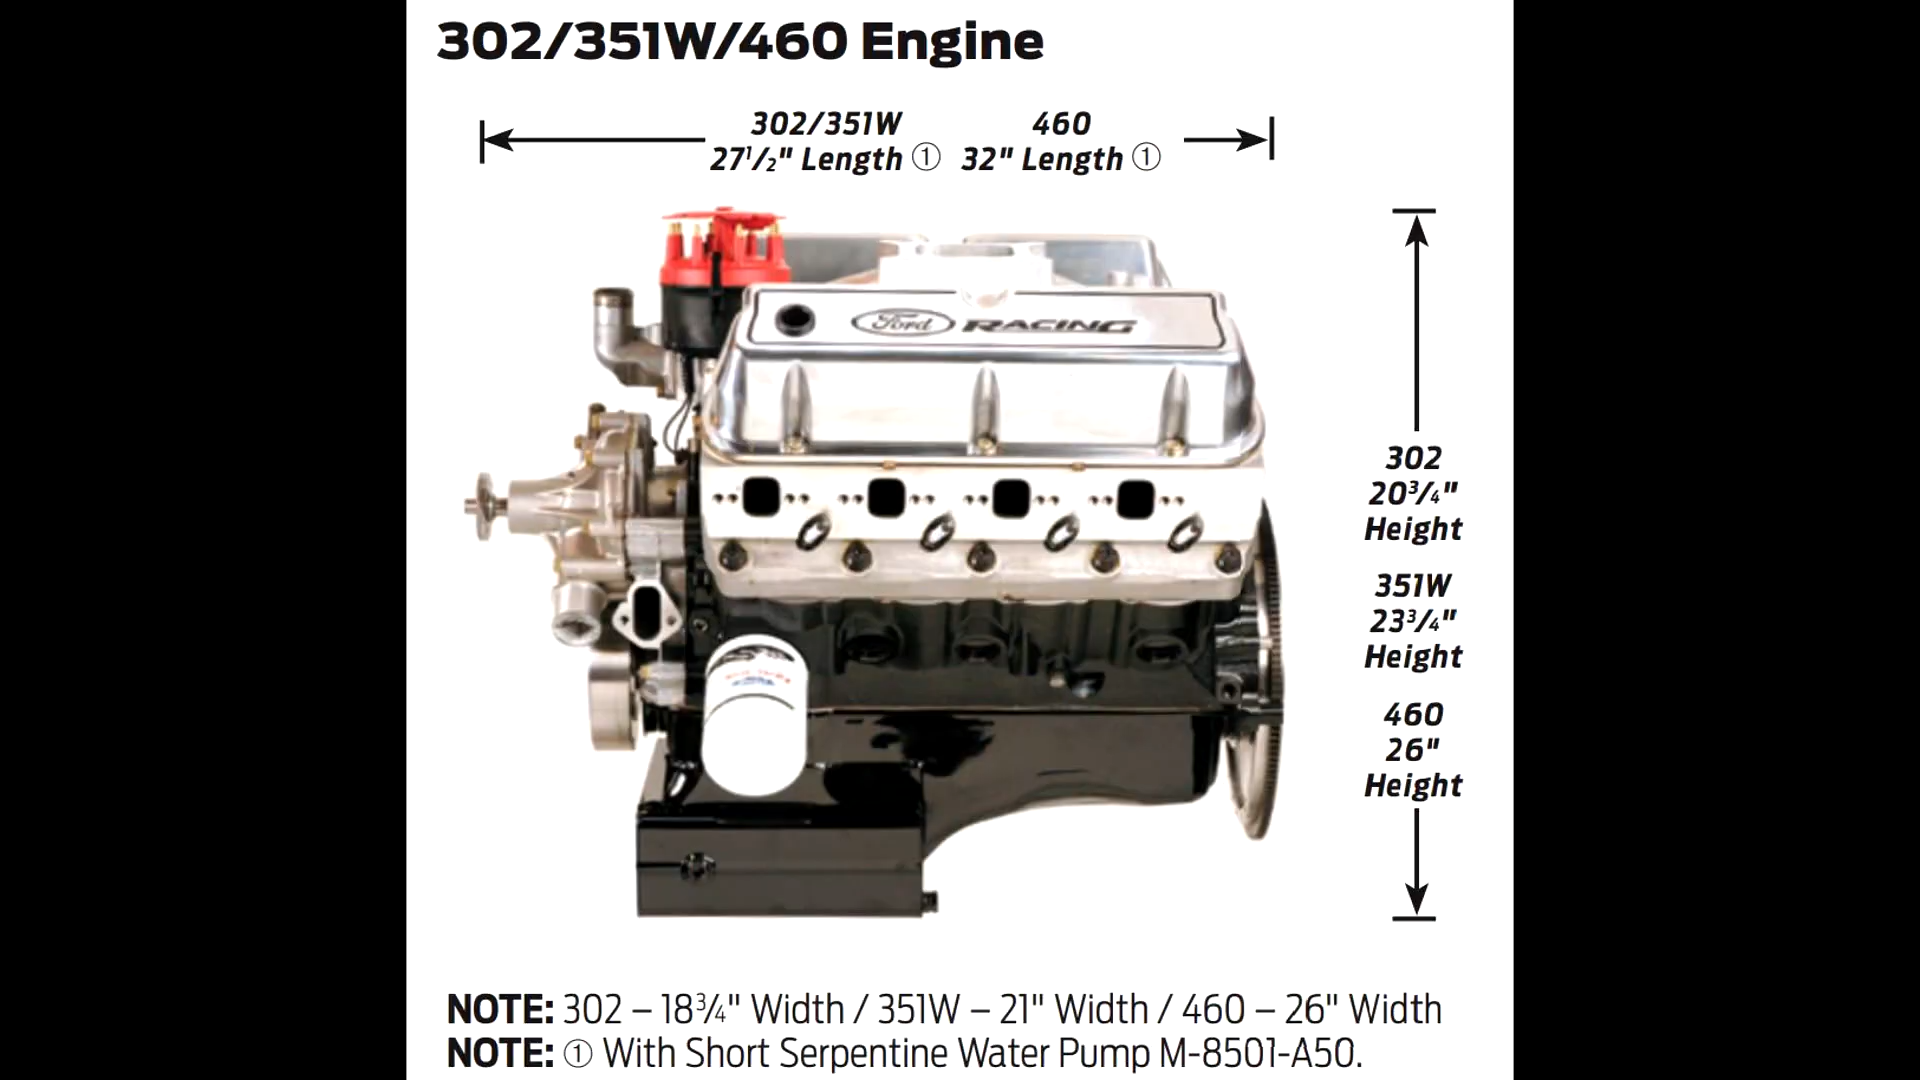 302/351W/460 Engine
302/351W 460
27½" Length ① 32" Length ①
Ford RACING
302
20¾"
Height
351W
23¾"
Height
460
26"
Height
NOTE: 302 – 18¾" Width / 351W – 21" Width / 460 – 26" Width
NOTE: ① With Short Serpentine Water Pump M-8501-A50.